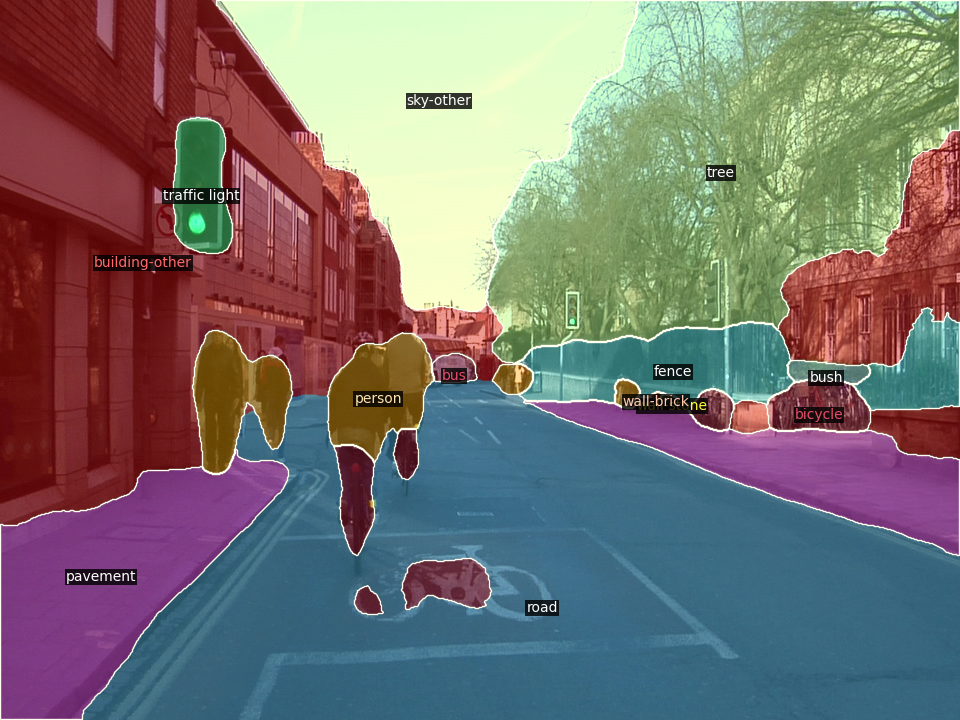 sky-other
tree
traffic light
building-other
fence
bus
bush
person
wall-brick
bicycle
pavement
road